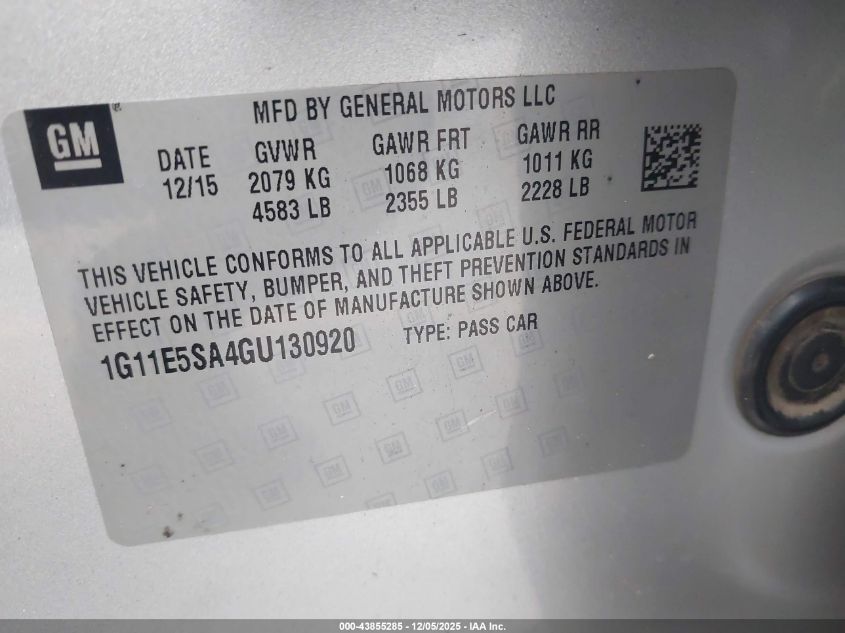 GM®
MFD BY GENERAL MOTORS LLC
DATE GVWR GAWR FRT GAWR RR
12/15 2079 KG 1068 KG 1011 KG
4583 LB 2355 LB 2228 LB
THIS VEHICLE CONFORMS TO ALL APPLICABLE U.S. FEDERAL MOTOR
VEHICLE SAFETY, BUMPER, AND THEFT PREVENTION STANDARDS IN
EFFECT ON THE DATE OF MANUFACTURE SHOWN ABOVE.
1G11E5SA4GU130920 TYPE: PASS CAR
000-43855285 - 12/05/2025 - IAA Inc.